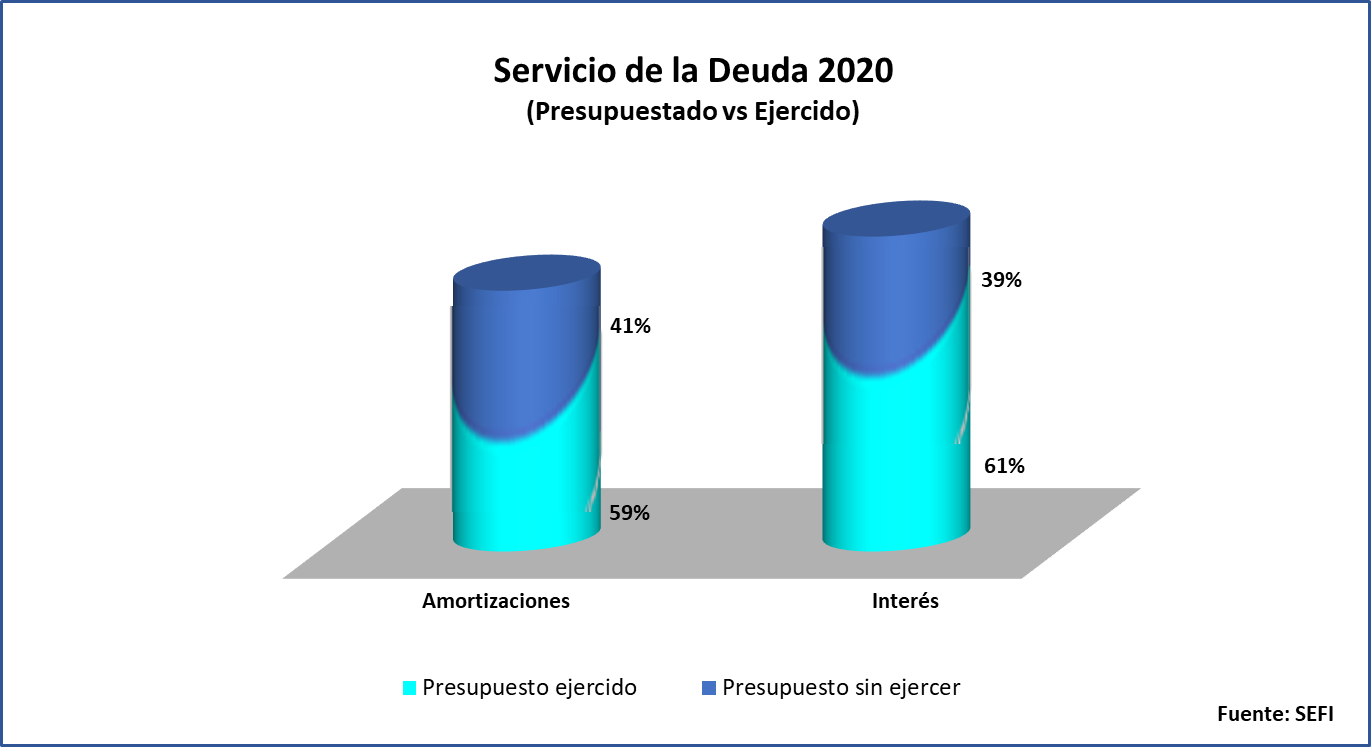 Servicio de la Deuda 2020
(Presupuestado vs Ejercido)
39%
41%
61%
59%
Amortizaciones
Interés
Presupuesto ejercido
Presupuesto sin ejercer
Fuente: SEFI